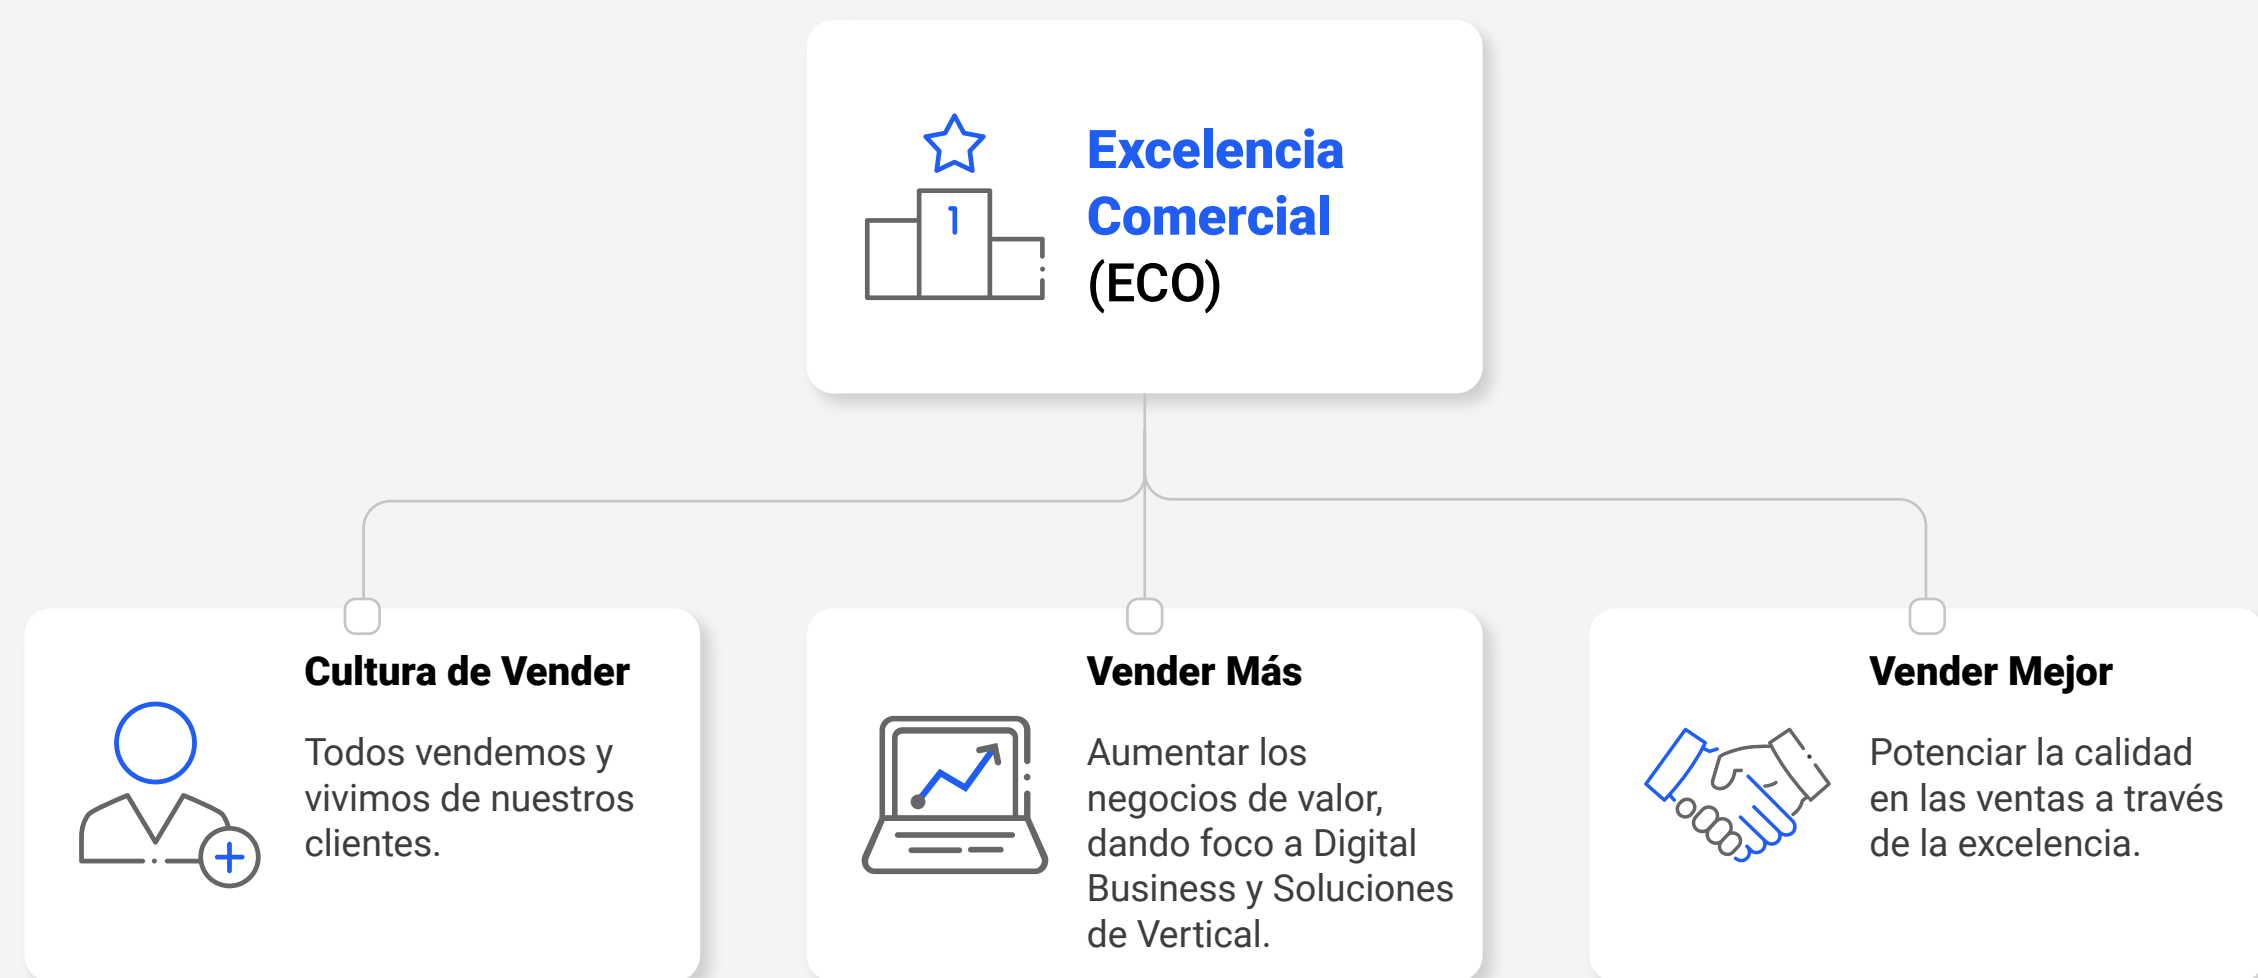 1
Excelencia
Comercial
(ECO)
Cultura de Vender
Todos vendemos y
vivimos de nuestros
clientes.
Vender Más
Aumentar los
negocios de valor,
dando foco a Digital
Business y Soluciones
de Vertical.
Vender Mejor
Potenciar la calidad
en las ventas a través
de la excelencia.